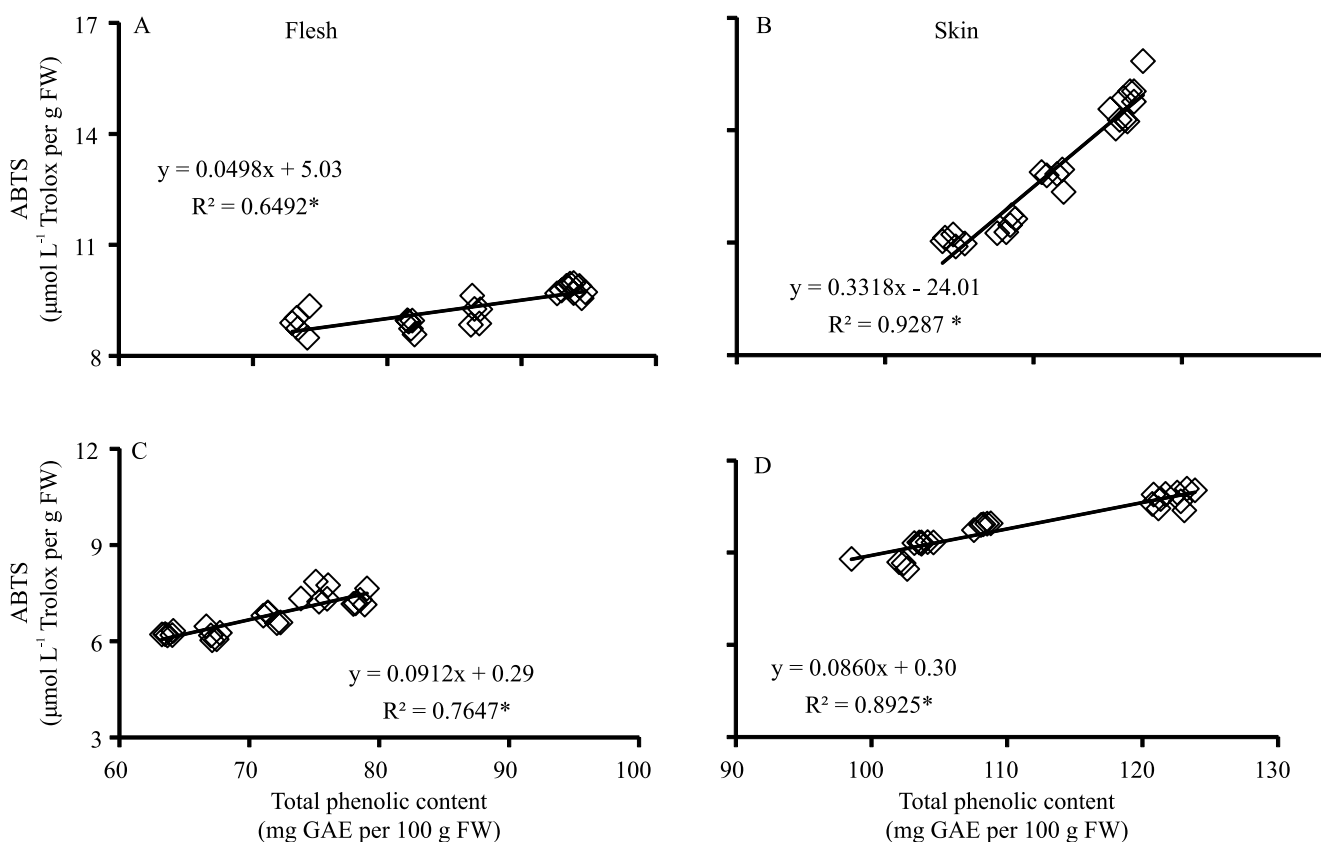 A
Flesh
17
14
11
8
ABTS
(µmol L⁻¹ Trolox per g FW)
y = 0.0498x + 5.03
R² = 0.6492*
B
Skin
y = 0.3318x - 24.01
R² = 0.9287 *
C
12
9
6
3
ABTS
(µmol L⁻¹ Trolox per g FW)
y = 0.0912x + 0.29
R² = 0.7647*
60 70 80 90 100
Total phenolic content
(mg GAE per 100 g FW)
D
y = 0.0860x + 0.30
R² = 0.8925*
90 100 110 120 130
Total phenolic content
(mg GAE per 100 g FW)